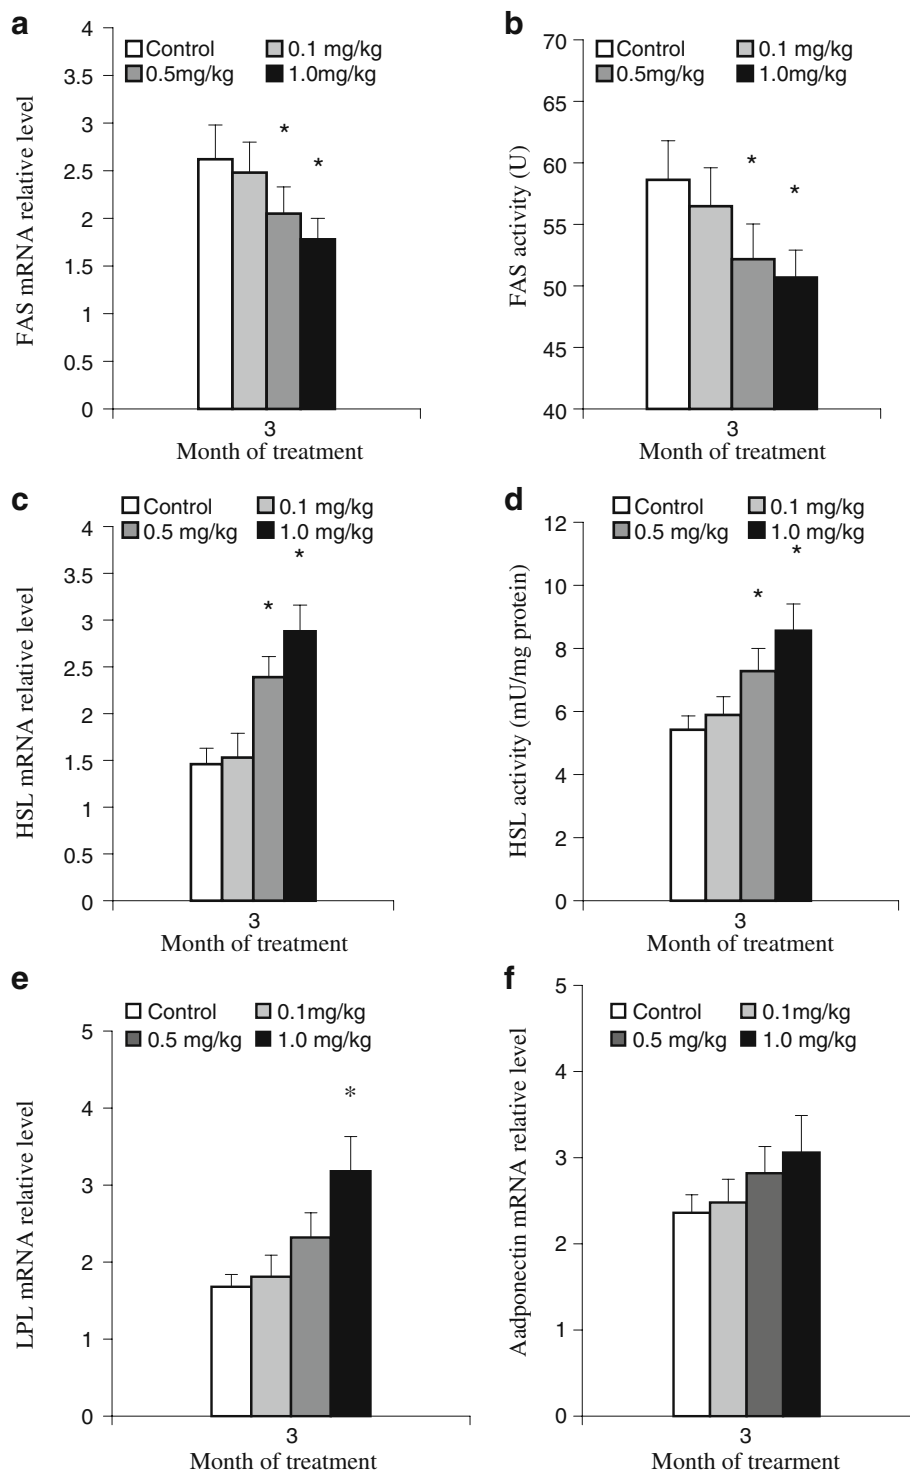 a
4
Control 0.1 mg/kg
0.5mg/kg 1.0mg/kg
3.5
3
2.5
2
1.5
1
0.5
0
FAS mRNA relative level
* *
3
Month of treatment
b
70
Control 0.1 mg/kg
0.5mg/kg 1.0mg/kg
65
60
55
50
45
40
FAS activity (U)
* *
3
Month of treatment
c
Control 0.1 mg/kg
0.5 mg/kg 1.0 mg/kg
4
3.5
3
2.5
2
1.5
1
0.5
0
HSL mRNA relative level
* *
3
Month of treatment
d
Control 0.1 mg/kg
0.5 mg/kg 1.0 mg/kg
12
10
8
6
4
2
0
HSL activity (mU/mg protein)
* *
3
Month of treatment
e
Control 0.1mg/kg
0.5 mg/kg 1.0 mg/kg
5
4
3
2
1
0
LPL mRNA relative level
*
3
Month of treatment
f
5
Control 0.1mg/kg
0.5 mg/kg 1.0 mg/kg
4
3
2
1
0
Aadponectin mRNA relative level
3
Month of trearment